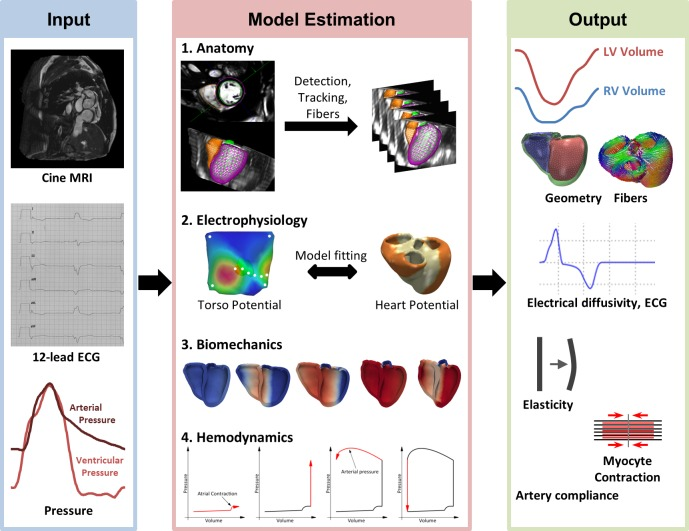 Input
Cine MRI
12-lead ECG
Arterial
Pressure
Ventricular
Pressure
Pressure
Model Estimation
1. Anatomy
Detection,
Tracking,
Fibers
2. Electrophysiology
Model fitting
Torso Potential
Heart Potential
3. Biomechanics
4. Hemodynamics
Pressure
Atrial Contraction
Volume
Pressure
Volume
Pressure
Arterial pressure
Volume
Pressure
Volume
Output
LV Volume
RV Volume
Geometry
Fibers
Electrical diffusivity, ECG
Elasticity
Myocyte
Contraction
Artery compliance